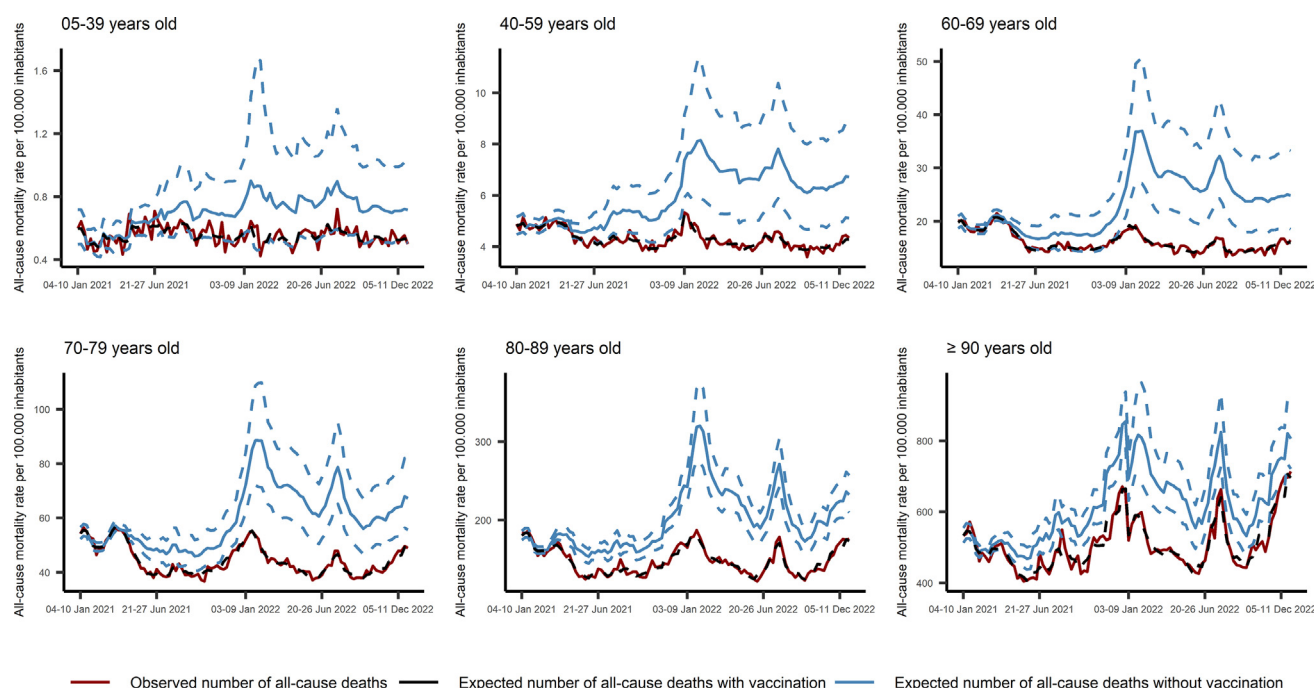 05-39 years old
All-cause mortality rate per 100.000 inhabitants
1.6
1.2
0.8
0.4
04-10 Jan 2021 21-27 Jun 2021 03-09 Jan 2022 20-26 Jun 2022 05-11 Dec 2022
40-59 years old
All-cause mortality rate per 100.000 inhabitants
10
8
6
4
04-10 Jan 2021 21-27 Jun 2021 03-09 Jan 2022 20-26 Jun 2022 05-11 Dec 2022
60-69 years old
All-cause mortality rate per 100.000 inhabitants
50
40
30
20
04-10 Jan 2021 21-27 Jun 2021 03-09 Jan 2022 20-26 Jun 2022 05-11 Dec 2022
70-79 years old
All-cause mortality rate per 100.000 inhabitants
100
80
60
40
04-10 Jan 2021 21-27 Jun 2021 03-09 Jan 2022 20-26 Jun 2022 05-11 Dec 2022
80-89 years old
All-cause mortality rate per 100.000 inhabitants
300
200
04-10 Jan 2021 21-27 Jun 2021 03-09 Jan 2022 20-26 Jun 2022 05-11 Dec 2022
≥ 90 years old
All-cause mortality rate per 100.000 inhabitants
800
600
400
04-10 Jan 2021 21-27 Jun 2021 03-09 Jan 2022 20-26 Jun 2022 05-11 Dec 2022
Observed number of all-cause deaths Expected number of all-cause deaths with vaccination Expected number of all-cause deaths without vaccination